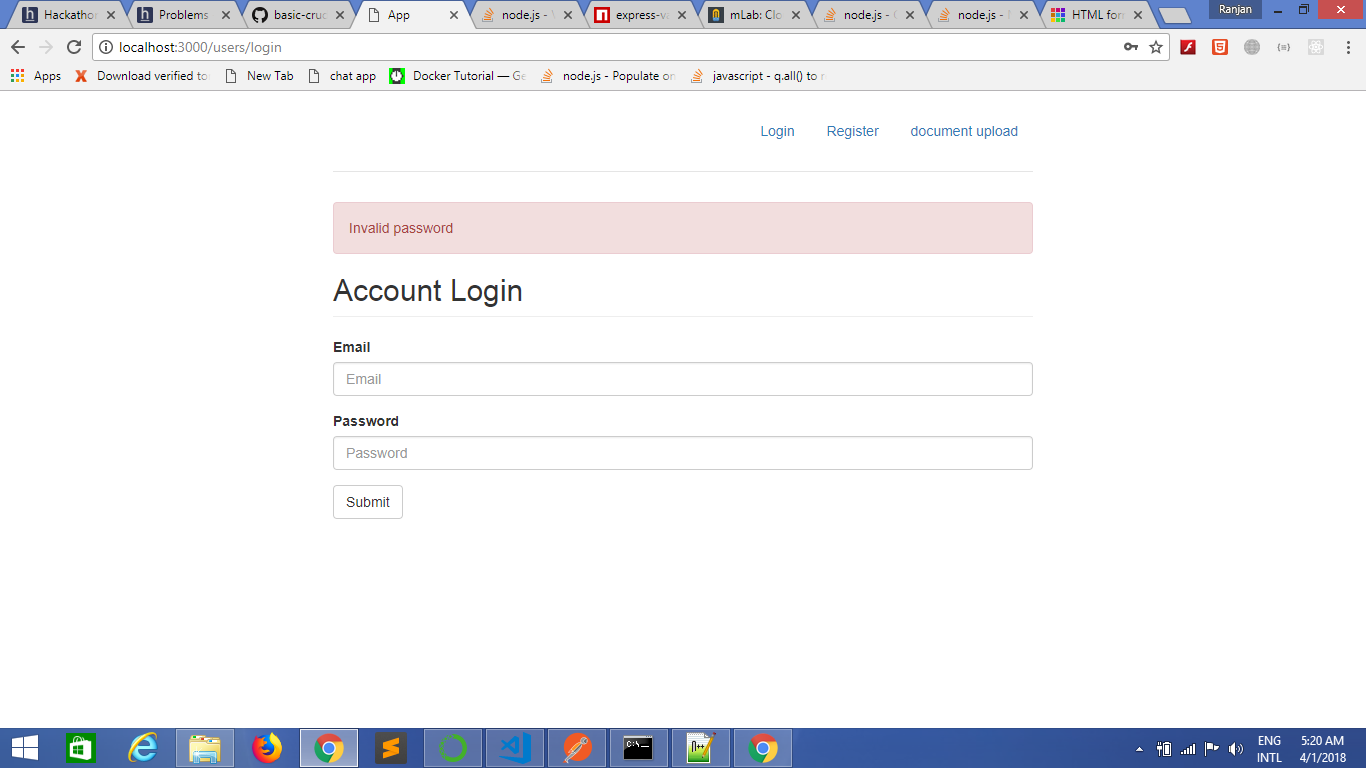 Hackathon
Problems
basic-cruc
App
node.js - 
express-va
mLab: Clo
node.js - 
node.js - 
HTML for
Ranjan
localhost:3000/users/login
Apps
Download verified to
New Tab
chat app
Docker Tutorial — Ge
node.js - Populate on
javascript - q.all() to
Login
Register
document upload
Invalid password
Account Login
Email
Email
Password
Password
Submit
ENG
INTL
5:20 AM
4/1/2018